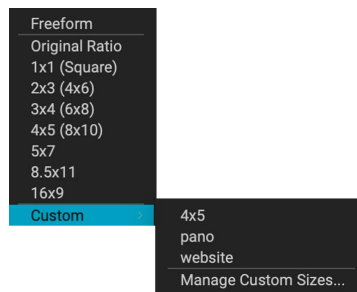 Freeform
Original Ratio
1x1 (Square)
2x3 (4x6)
3x4 (6x8)
4x5 (8x10)
5x7
8.5x11
16x9
Custom
4x5
pano
website
Manage Custom Sizes...